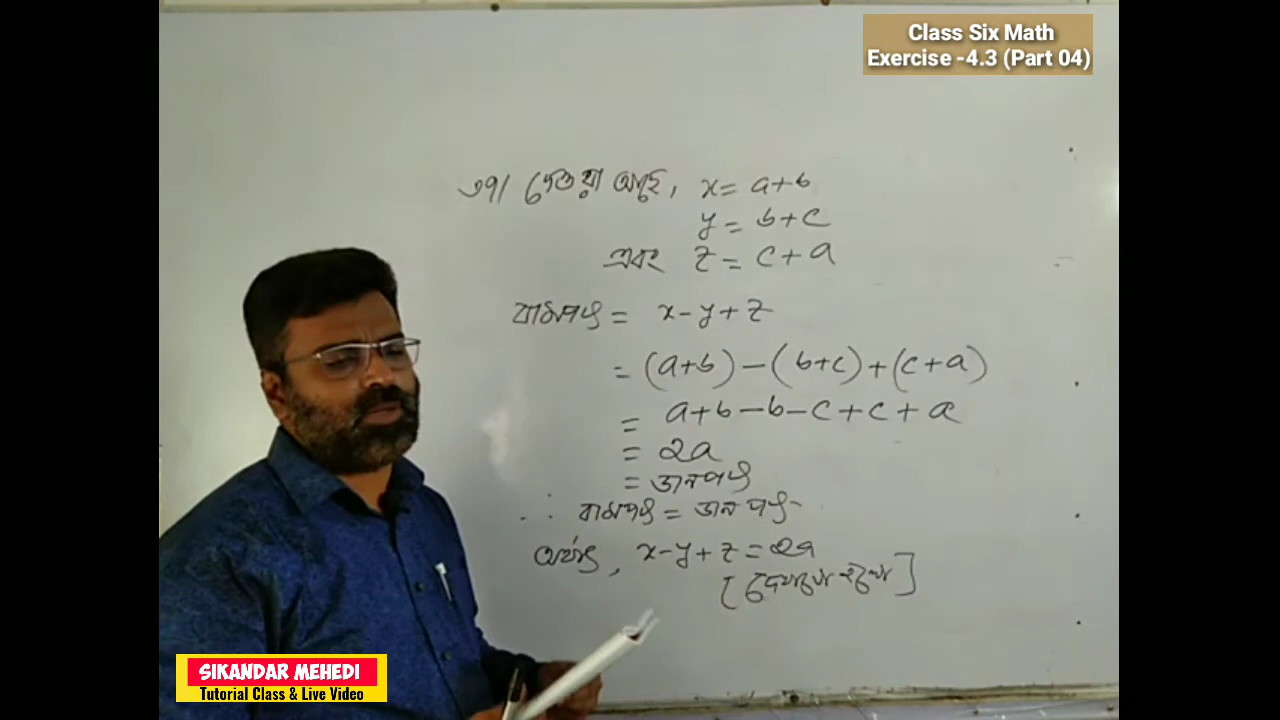 Class Six Math
Exercise -4.3 (Part 04)
৩৭। দেওয়া আছে, x = a+b
y = b+c
এবং z = c+a
বামপক্ষ = x-y+z
= (a+b) - (b+c) + (c+a)
= a+b-b-c+c+a
= 2a
= ডানপক্ষ
∴ বামপক্ষ = ডানপক্ষ
অর্থাৎ, x-y+z = 2a
[দেখানো হলো]
SIKANDAR MEHEDI
Tutorial Class & Live Video